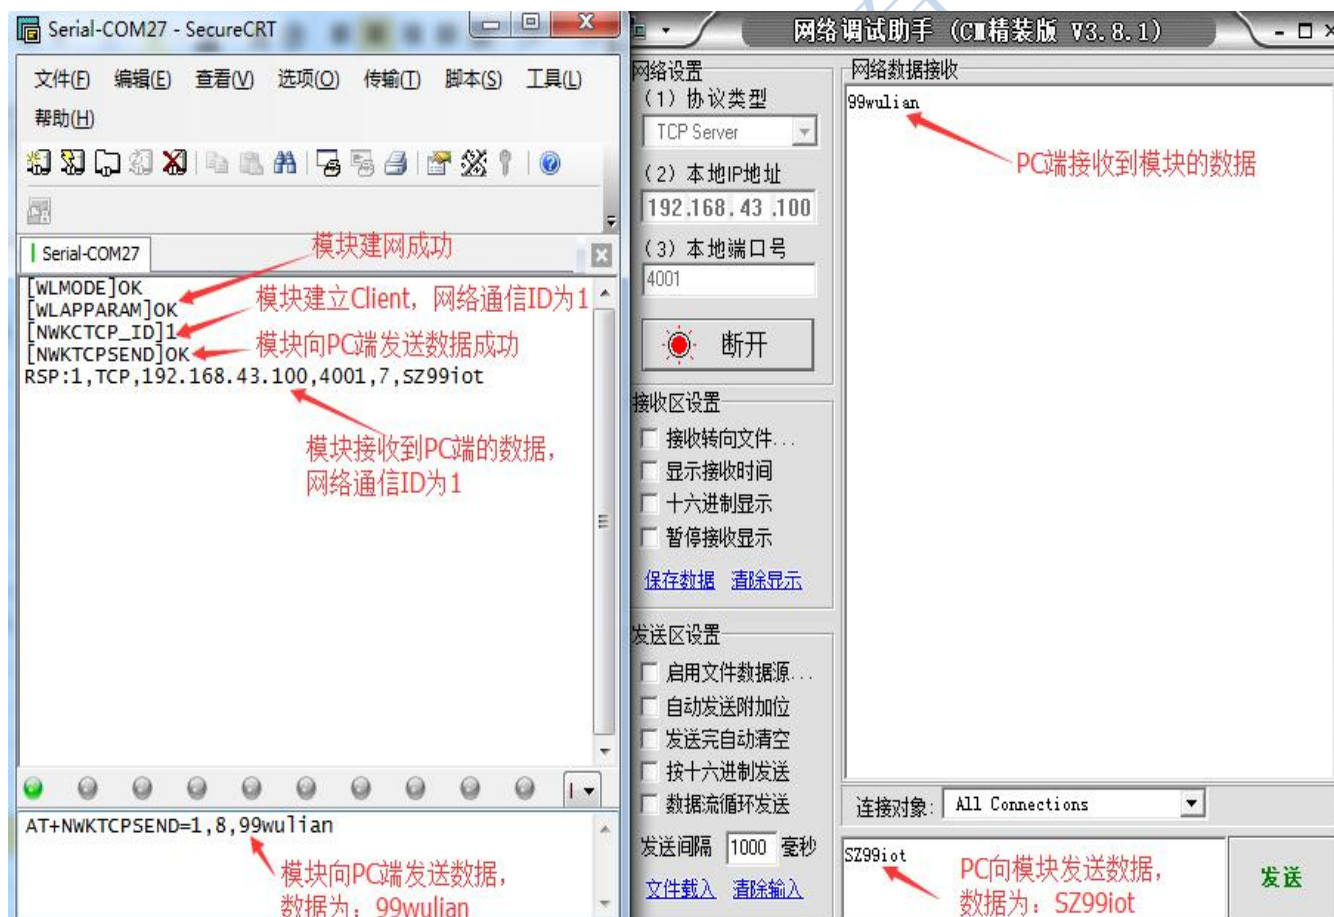 Serial-COM27 - SecureCRT
文件(F) 编辑(E) 查看(V) 选项(O) 传输(T) 脚本(S) 工具(L)
帮助(H)
Serial-COM27
模块建网成功
[WLMODE]OK
[WLAPPARAM]OK
模块建立Client，网络通信ID为1
[NWKCTCP_ID]1
[NWKTCPSEND]OK
模块向PC端发送数据成功
RSP:1,TCP,192.168.43.100,4001,7,SZ99iot
模块接收到PC端的数据，
网络通信ID为1
AT+NWKTCPSEND=1,8,99wulian
模块向PC端发送数据，
数据为：99wulian
网络调试助手 (C■精装版 V3.8.1)
网络设置
(1) 协议类型
TCP Server
(2) 本地IP地址
192.168.43.100
(3) 本地端口号
4001
断开
接收区设置
接收转向文件...
显示接收时间
十六进制显示
暂停接收显示
保存数据 清除显示
发送区设置
启用文件数据源...
自动发送附加位
发送完自动清空
按十六进制发送
数据流循环发送
发送间隔 1000 毫秒
文件载入 清除输入
网络数据接收
99wulian
PC端接收到模块的数据
连接对象: All Connections
SZ99iot
PC向模块发送数据，
数据为：SZ99iot
发送